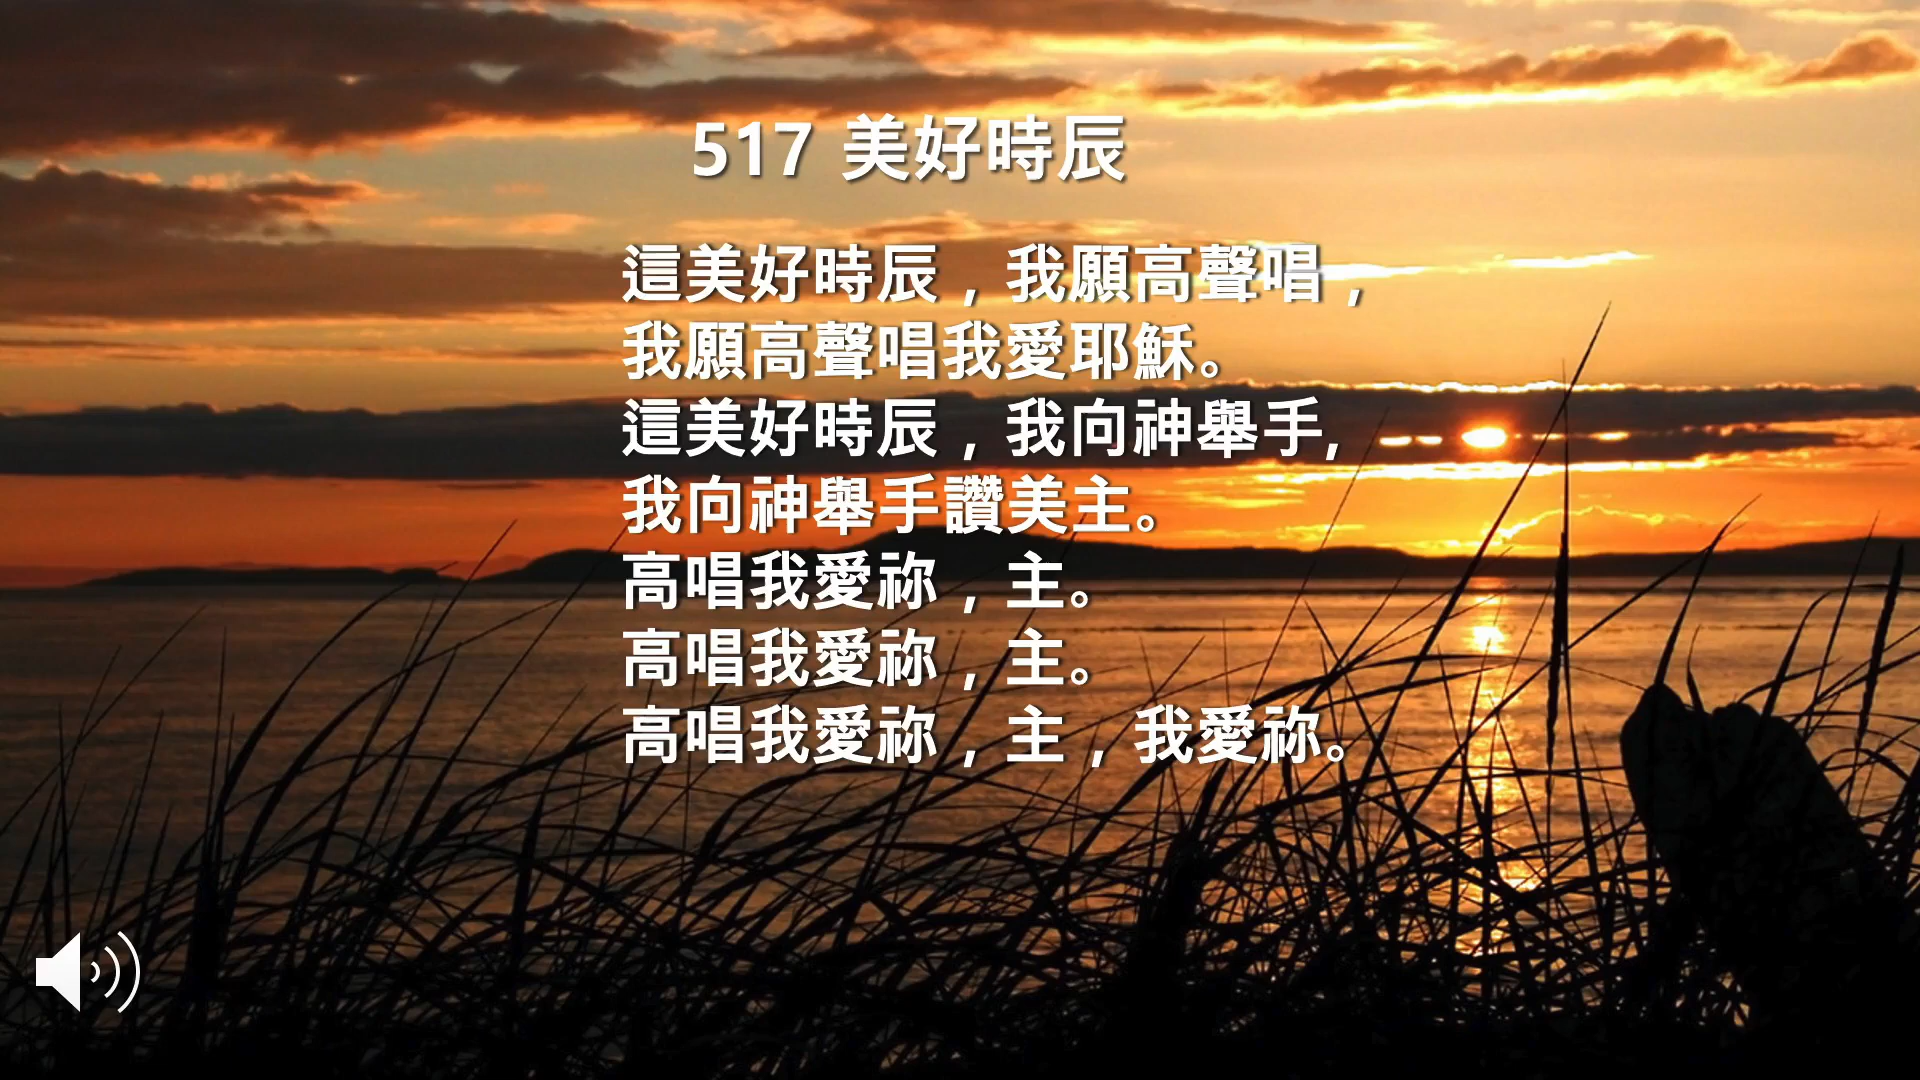 517 美好時辰
這美好時辰，我願高聲唱，
我願高聲唱我愛耶穌。
這美好時辰，我向神舉手,
我向神舉手讚美主。
高唱我愛祢，主。
高唱我愛祢，主。
高唱我愛祢，主，我愛祢。